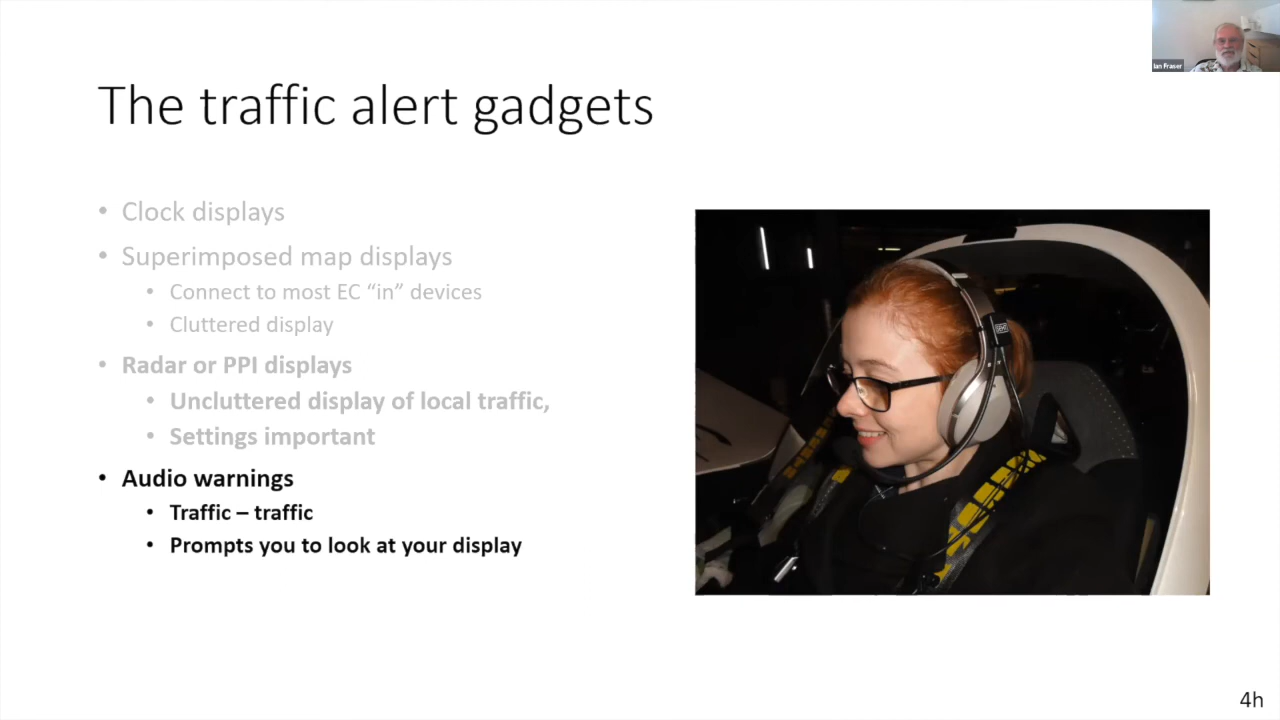 Ian Fraser
The traffic alert gadgets
• Clock displays
• Superimposed map displays
• Connect to most EC “in” devices
• Cluttered display
• Radar or PPI displays
• Uncluttered display of local traffic,
• Settings important
• Audio warnings
• Traffic – traffic
• Prompts you to look at your display
4h